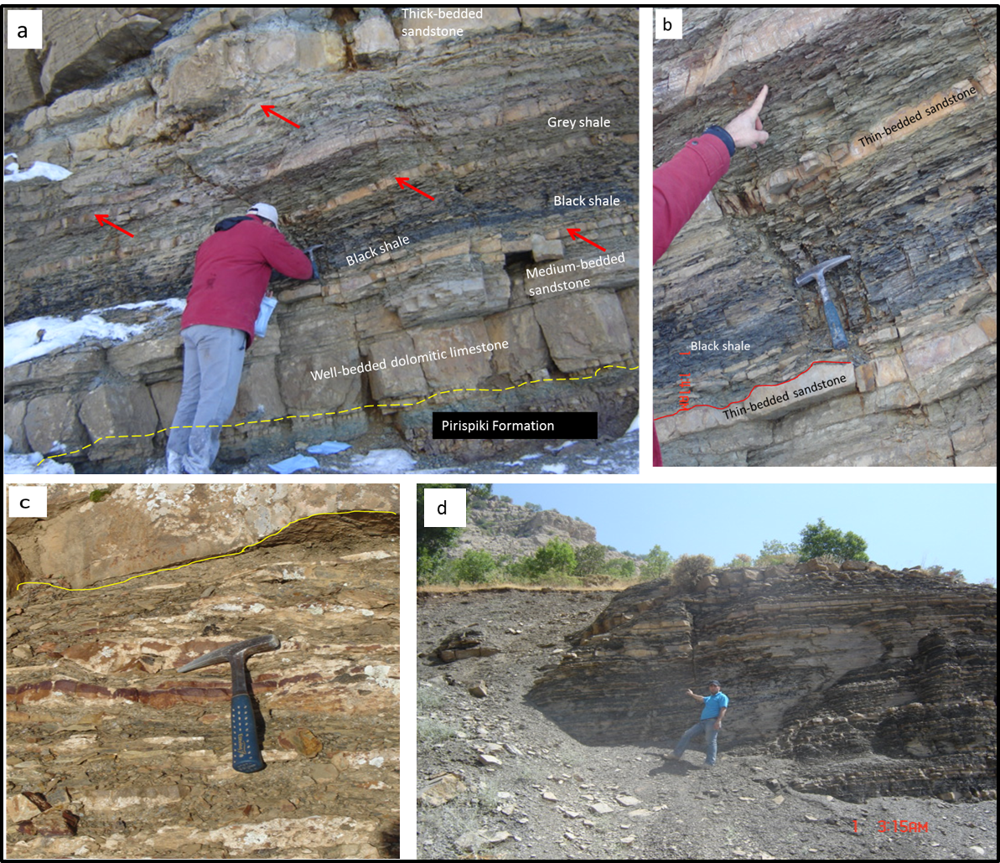 a
Thick-bedded
sandstone
Grey shale
Black shale
Black shale
Medium-bedded
sandstone
Well-bedded dolomitic limestone
Pirispiki Formation
b
Thin-bedded sandstone
Black shale
Thin-bedded sandstone
c
d
1 3:15AM